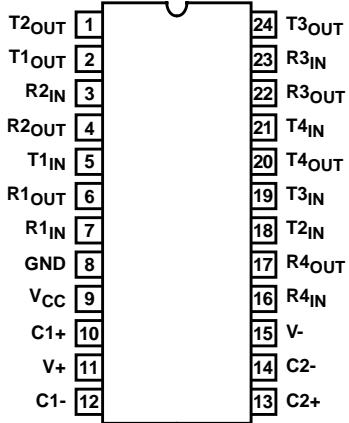 T2OUT 1 24 T3OUT
T1OUT 2 23 R3IN
R2IN 3 22 R3OUT
R2OUT 4 21 T4IN
T1IN 5 20 T4OUT
R1OUT 6 19 T3IN
R1IN 7 18 T2IN
GND 8 17 R4OUT
VCC 9 16 R4IN
C1+ 10 15 V-
V+ 11 14 C2-
C1- 12 13 C2+